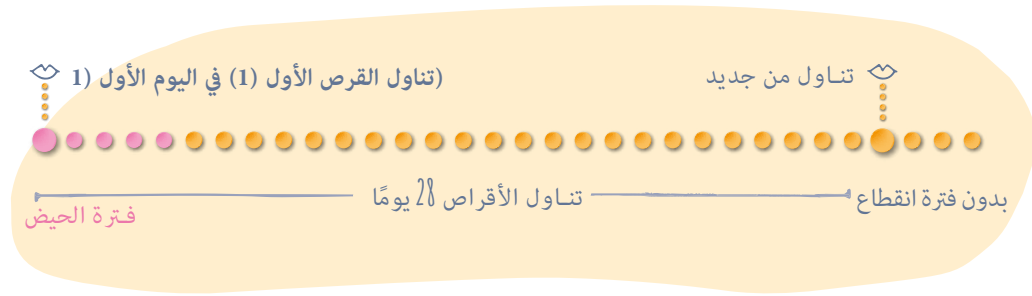 (تناول القرص الأول (1) في اليوم الأول (1
تناول من جديد
بدون فترة انقطاع
تناول الأقراص 28 يومًا
فترة الحيض